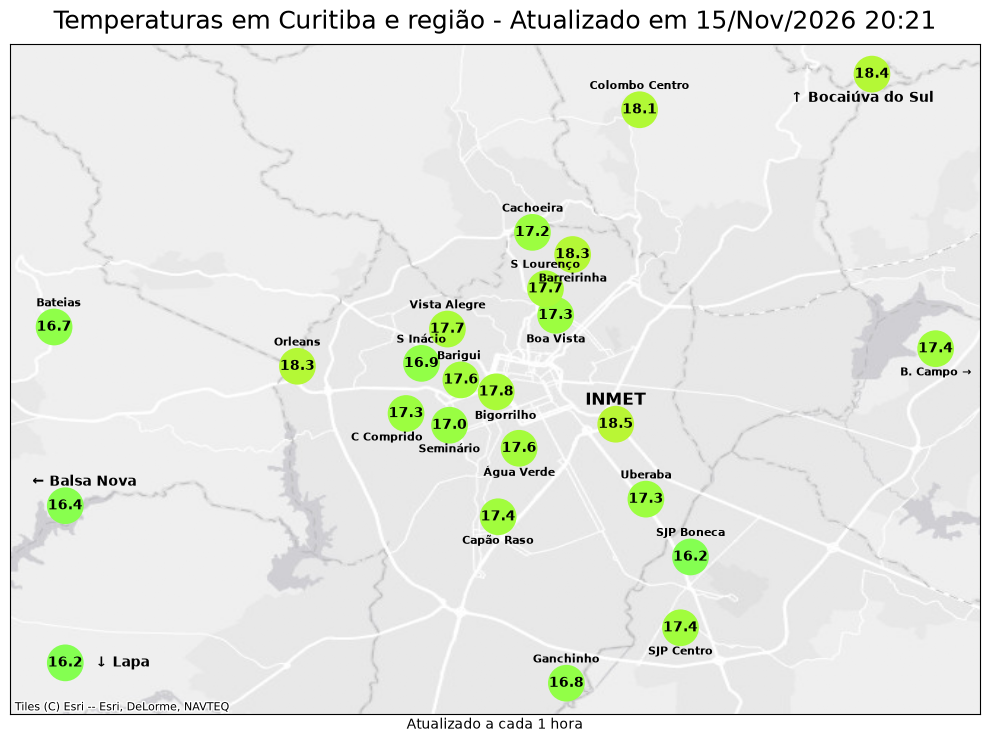 Temperaturas em Curitiba e região - Atualizado em 15/Nov/2026 20:21
18.4
↑ Bocaiúva do Sul
Colombo Centro
18.1
Cachoeira
17.2
18.3
S Lourenço
Barreirinha
17.7
17.3
Boa Vista
Bateias
16.7
Vista Alegre
17.7
S Inácio
16.9
Barigui
17.6
Orleans
18.3
17.4
B. Campo →
17.8
Bigorrilho
INMET
18.5
17.3
C Comprido
17.0
Seminário
17.6
Água Verde
← Balsa Nova
16.4
Uberaba
17.3
17.4
Capão Raso
SJP Boneca
16.2
17.4
SJP Centro
16.2
↓ Lapa
Ganchinho
16.8
Tiles (C) Esri -- Esri, DeLorme, NAVTEQ
Atualizado a cada 1 hora